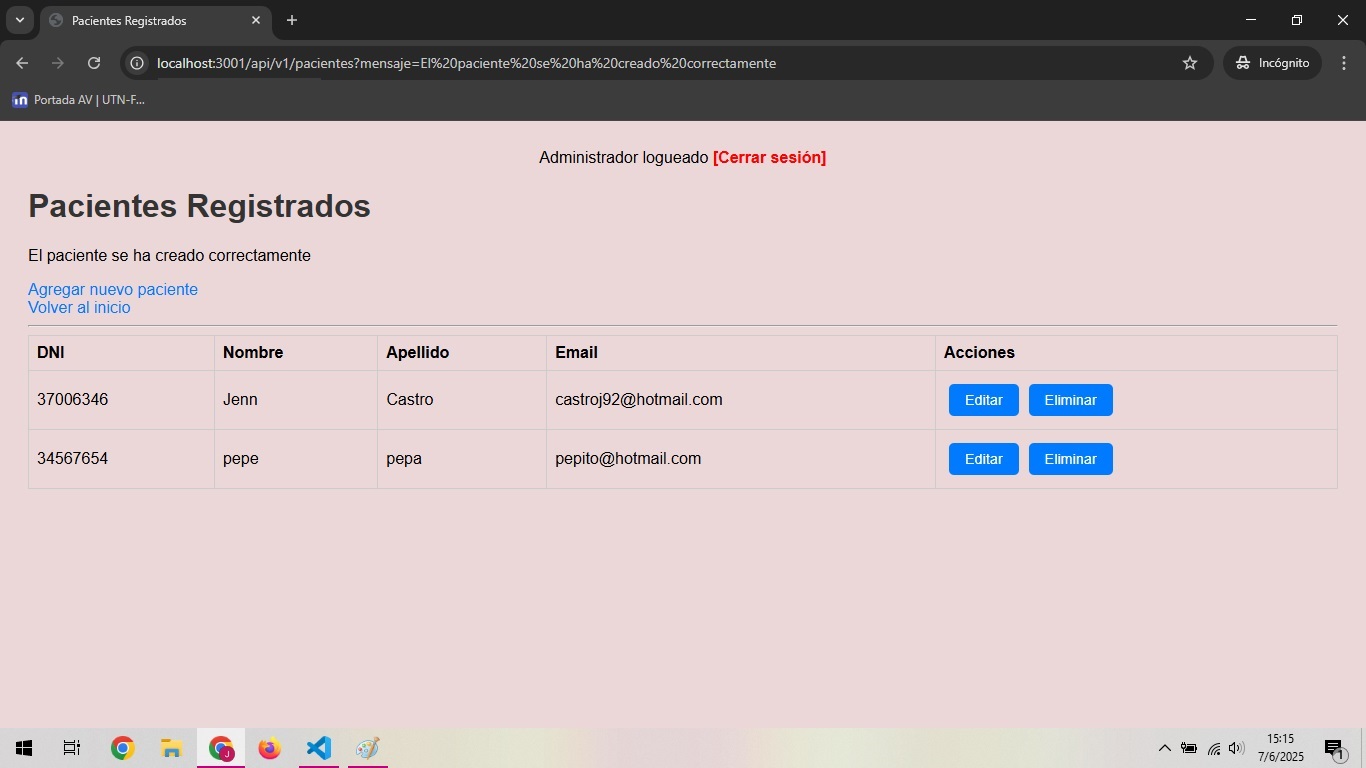 Pacientes Registrados
localhost:3001/api/v1/pacientes?mensaje=El%20paciente%20se%20ha%20creado%20correctamente
Incógnito
in Portada AV | UTN-F...
Administrador logueado [Cerrar sesión]
Pacientes Registrados
El paciente se ha creado correctamente
Agregar nuevo paciente
Volver al inicio
DNI Nombre Apellido Email Acciones
37006346 Jenn Castro castroj92@hotmail.com Editar Eliminar
34567654 pepe pepa pepito@hotmail.com Editar Eliminar
J
15:15
7/6/2025
1